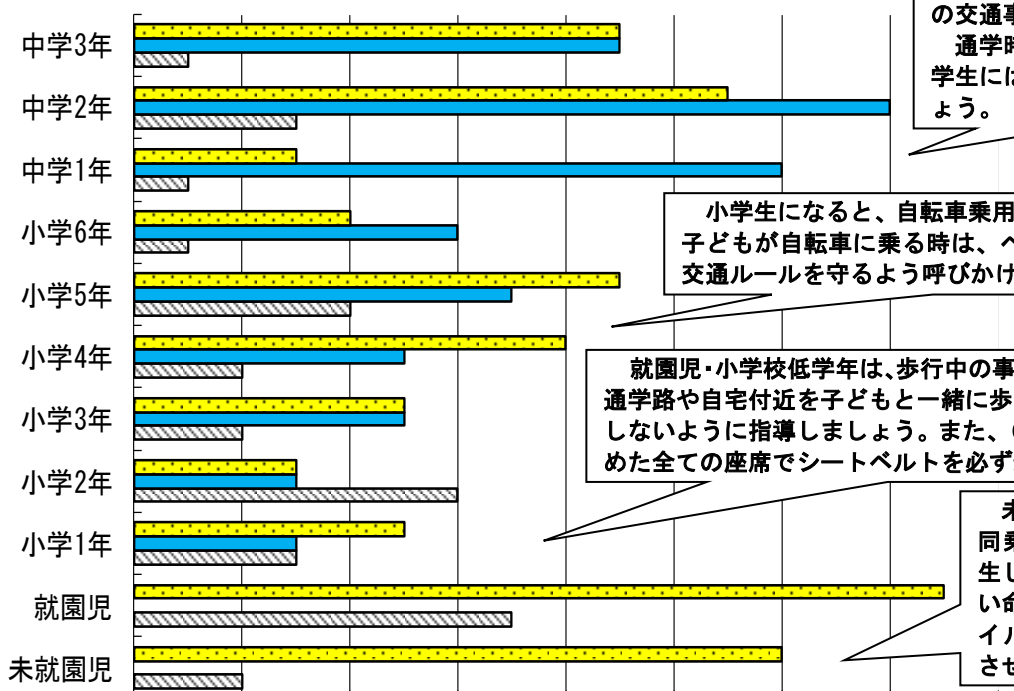 の交通事
通学時
学生には
ょう。
中学3年
中学2年
中学1年
小学6年
小学5年
小学4年
小学3年
小学2年
小学1年
就園児
未就園児
小学生になると、自転車乗用
子どもが自転車に乗る時は、ヘ
交通ルールを守るよう呼びかけ
就園児・小学校低学年は、歩行中の事
通学路や自宅付近を子どもと一緒に歩
しないように指導しましょう。また、
めた全ての座席でシートベルトを必ず
未
同乗
生し
い命
イル
させ